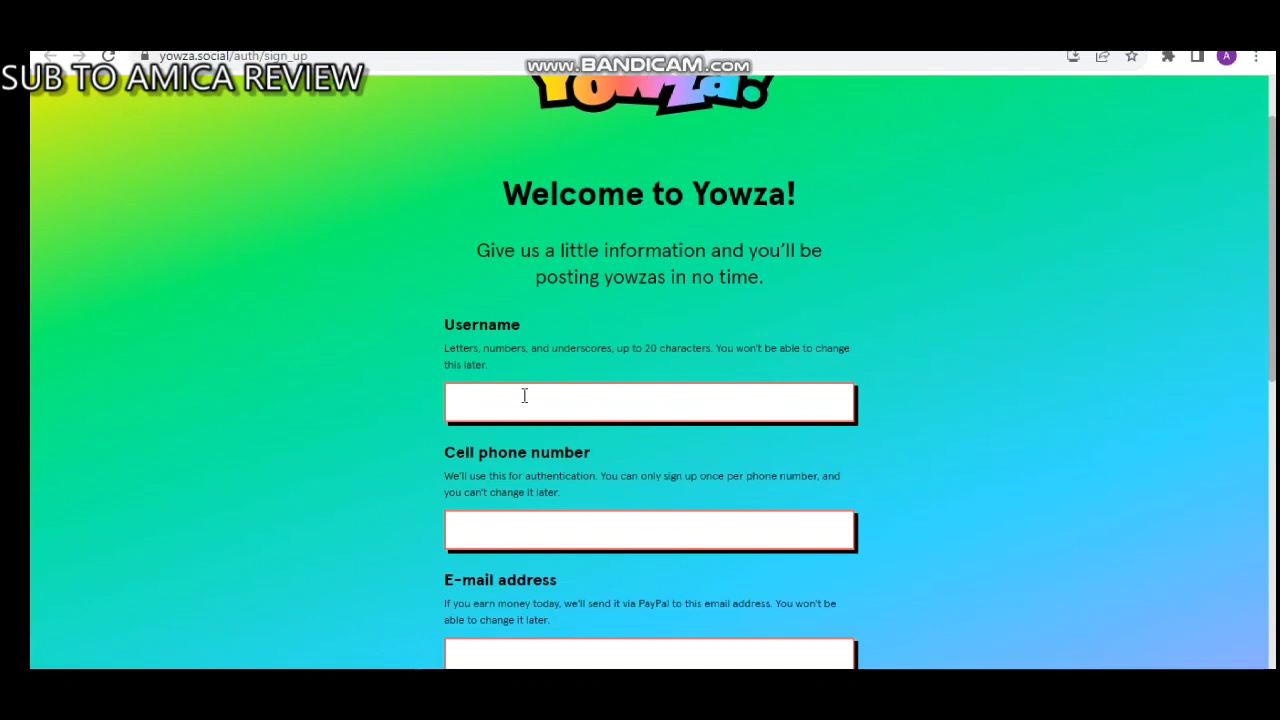 yowza.social/auth/sign_up
www.BANDICAM.com
A
SUB TO AMICA REVIEW
Yowza!
Welcome to Yowza!
Give us a little information and you'll be
posting yowzas in no time.
Username
Letters, numbers, and underscores, up to 20 characters. You won't be able to change
this later.
Cell phone number
We'll use this for authentication. You can only sign up once per phone number, and
you can't change it later.
E-mail address
If you earn money today, we'll send it via PayPal to this email address. You won't be
able to change it later.